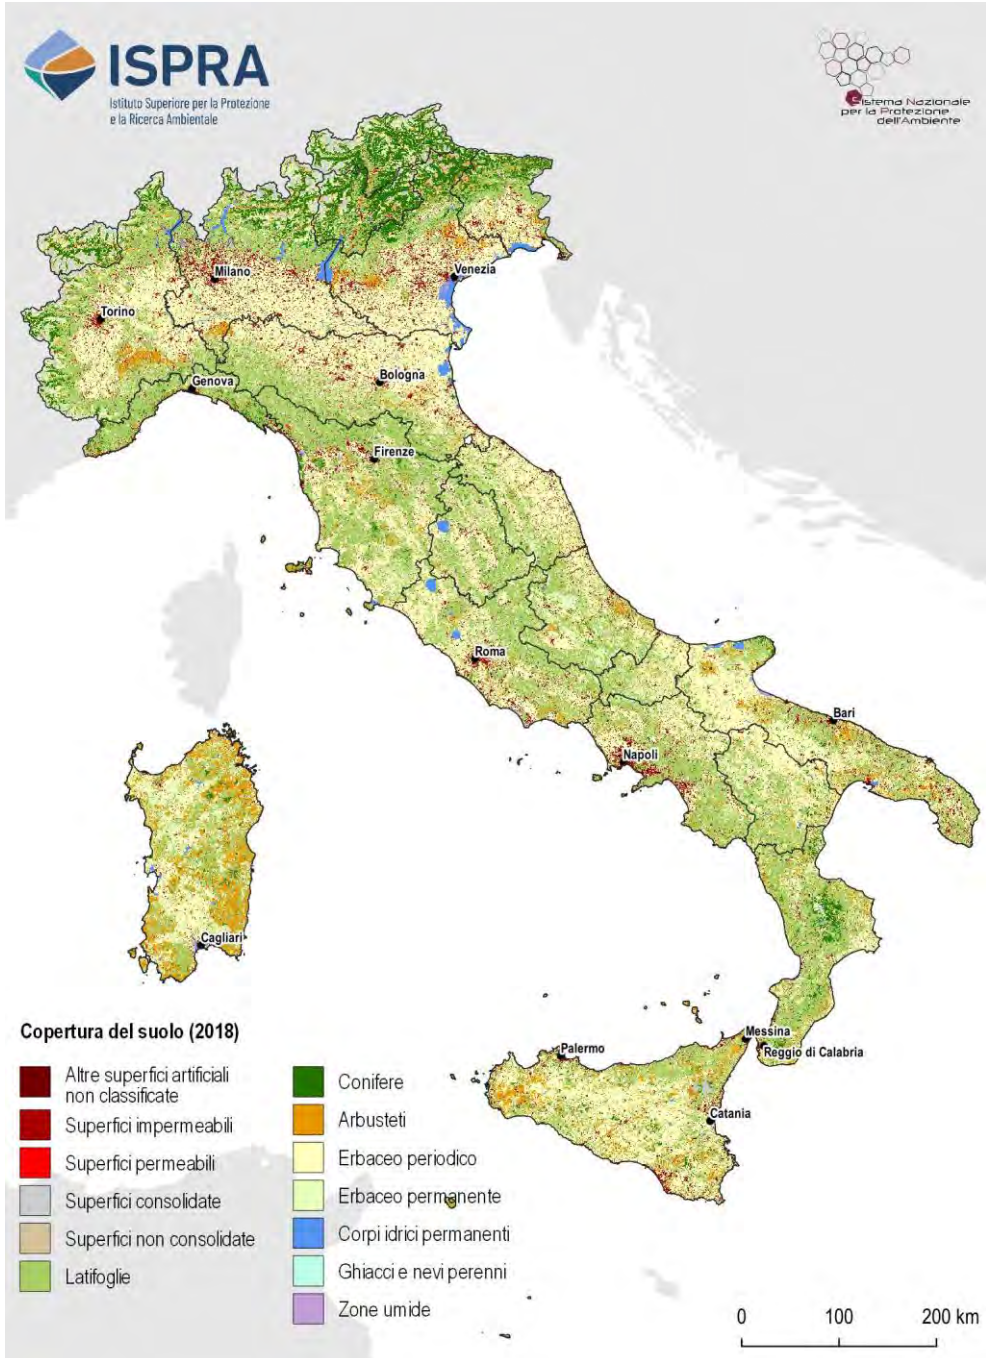 ISPRA
Istituto Superiore per la Protezione
e la Ricerca Ambientale
Sistema Nazionale
per la Protezione
dell'Ambiente
Milano
Venezia
Torino
Genova
Bologna
Firenze
Roma
Bari
Napoli
Cagliari
Messina
Palermo
Reggio di Calabria
Catania
Copertura del suolo (2018)
Altre superfici artificiali
non classificate
Superfici impermeabili
Superfici permeabili
Superfici consolidate
Superfici non consolidate
Latifoglie
Conifere
Arbusteti
Erbaceo periodico
Erbaceo permanente
Corpi idrici permanenti
Ghiacci e nevi perenni
Zone umide
0 100 200 km